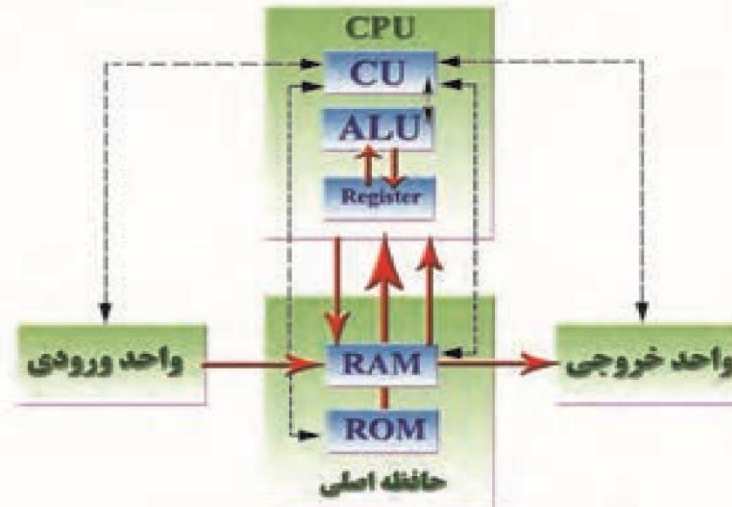 CPU
CU
ALU
Register
واحد ورودی
RAM
واحد خروجی
ROM
حافظه اصلی